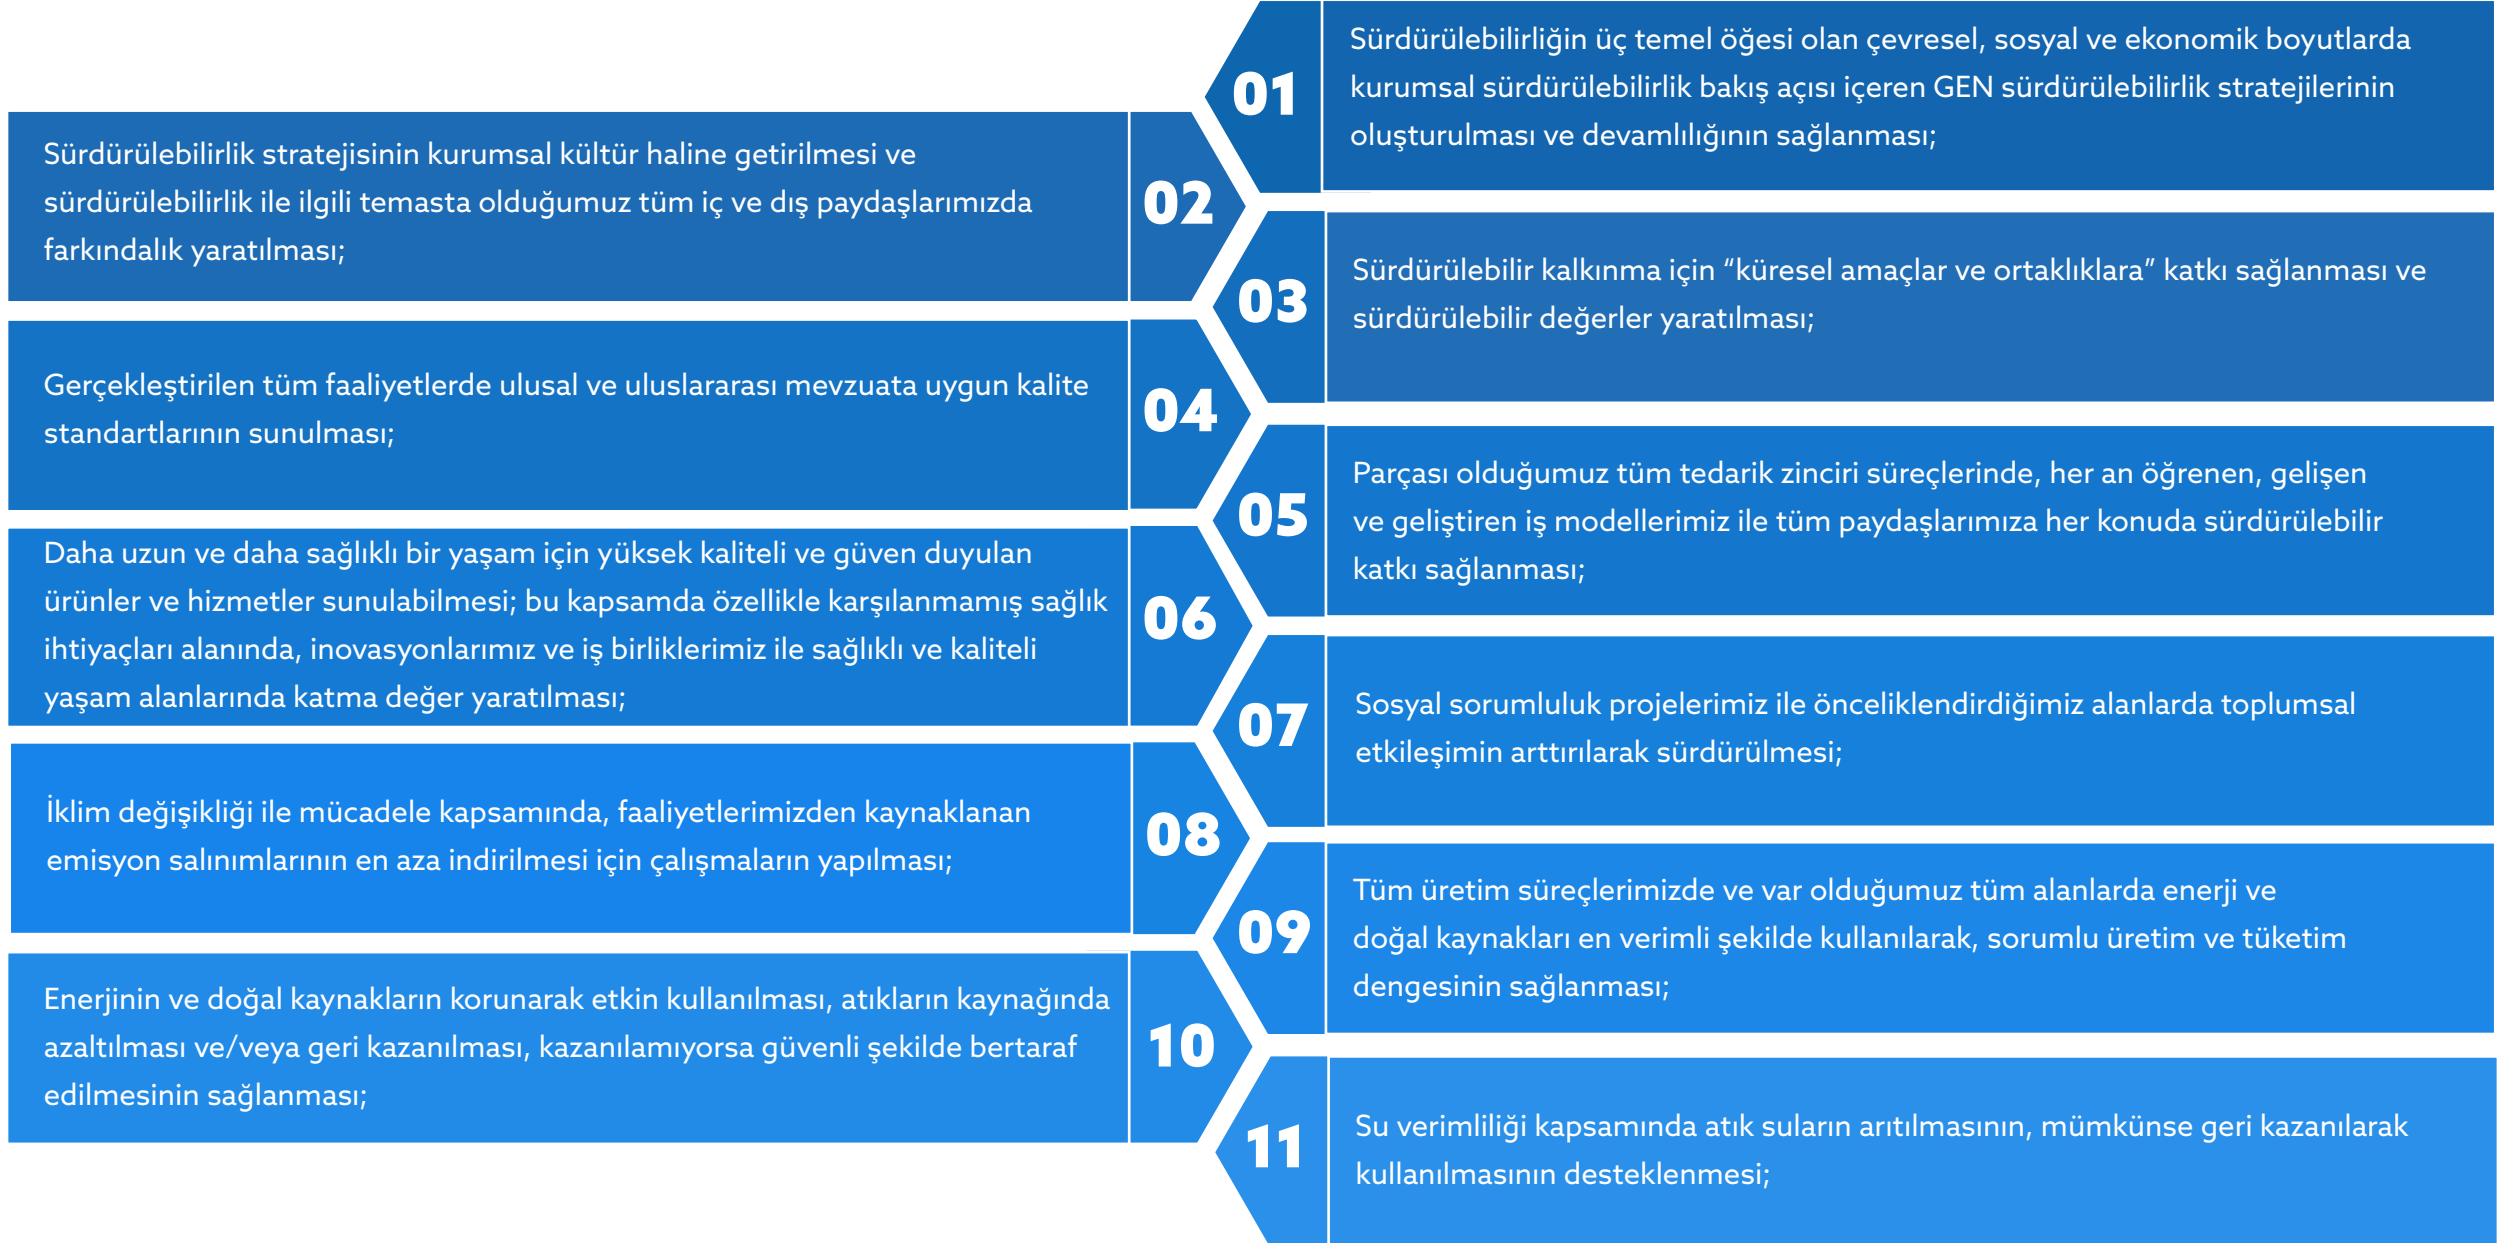 01
Sürdürülebilirliğin üç temel öğesi olan çevresel, sosyal ve ekonomik boyutlarda
kurumsal sürdürülebilirlik bakış açısı içeren GEN sürdürülebilirlik stratejilerinin
oluşturulması ve devamlılığının sağlanması;
02
Sürdürülebilirlik stratejisinin kurumsal kültür haline getirilmesi ve
sürdürülebilirlik ile ilgili temasta olduğumuz tüm iç ve dış paydaşlarımızda
farkındalık yaratılması;
03
Sürdürülebilir kalkınma için “küresel amaçlar ve ortaklıklara” katkı sağlanması ve
sürdürülebilir değerler yaratılması;
04
Gerçekleştirilen tüm faaliyetlerde ulusal ve uluslararası mevzuata uygun kalite
standartlarının sunulması;
05
Parçası olduğumuz tüm tedarik zinciri süreçlerinde, her an öğrenen, gelişen
ve geliştiren iş modellerimiz ile tüm paydaşlarımıza her konuda sürdürülebilir
katkı sağlanması;
06
Daha uzun ve daha sağlıklı bir yaşam için yüksek kaliteli ve güven duyulan
ürünler ve hizmetler sunulabilmesi; bu kapsamda özellikle karşılanmamış sağlık
ihtiyaçları alanında, inovasyonlarımız ve iş birliklerimiz ile sağlıklı ve kaliteli
yaşam alanlarında katma değer yaratılması;
07
Sosyal sorumluluk projelerimiz ile önceliklendirdiğimiz alanlarda toplumsal
etkileşimin arttırılarak sürdürülmesi;
08
İklim değişikliği ile mücadele kapsamında, faaliyetlerimizden kaynaklanan
emisyon salınımlarının en aza indirilmesi için çalışmaların yapılması;
09
Tüm üretim süreçlerimizde ve var olduğumuz tüm alanlarda enerji ve
doğal kaynakları en verimli şekilde kullanılarak, sorumlu üretim ve tüketim
dengesinin sağlanması;
10
Enerjinin ve doğal kaynakların korunarak etkin kullanılması, atıkların kaynağında
azaltılması ve/veya geri kazanılması, kazanılamıyorsa güvenli şekilde bertaraf
edilmesinin sağlanması;
11
Su verimliliği kapsamında atık suların arıtılmasının, mümkünse geri kazanılarak
kullanılmasının desteklenmesi;